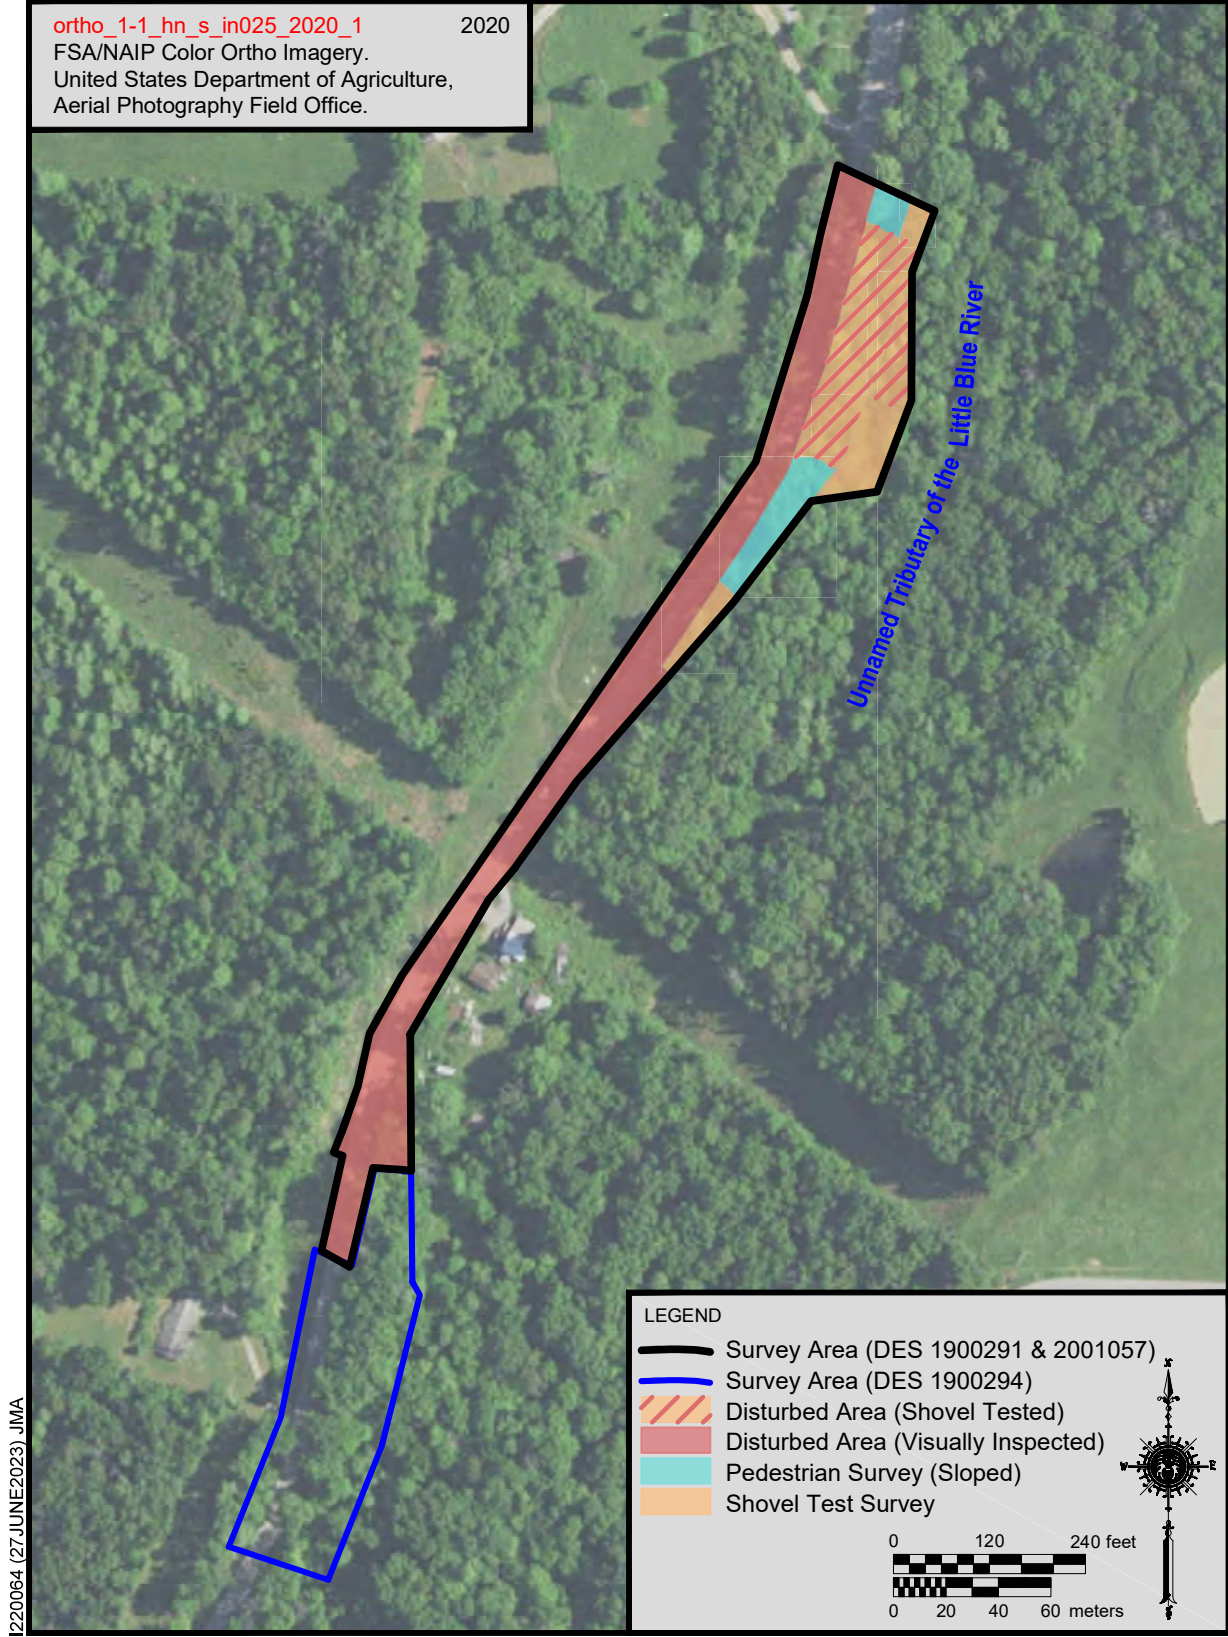 ortho_1-1_hn_s_in025_2020_1 2020
FSA/NAIP Color Ortho Imagery.
United States Department of Agriculture,
Aerial Photography Field Office.
Unnamed Tributary of the Little Blue River
LEGEND
Survey Area (DES 1900291 & 2001057)
Survey Area (DES 1900294)
Disturbed Area (Shovel Tested)
Disturbed Area (Visually Inspected)
Pedestrian Survey (Sloped)
Shovel Test Survey
N
W E
S
0 120 240 feet
0 20 40 60 meters
I220064 (27JUNE2023) JMA